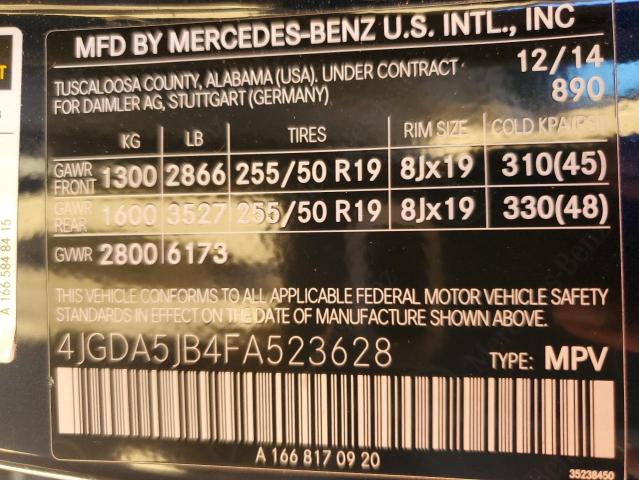 MFD BY MERCEDES-BENZ U.S. INTL., INC
TUSCALOOSA COUNTY, ALABAMA (USA). UNDER CONTRACT 12/14
FOR DAIMLER AG, STUTTGART (GERMANY) 890
KG LB TIRES RIM SIZE COLD KPA(PSI
GAWR FRONT 1300 2866 255/50 R19 8Jx19 310(45)
GAWR REAR 1600 3527 255/50 R19 8Jx19 330(48)
GVWR 2800 6173
THIS VEHICLE CONFORMS TO ALL APPLICABLE FEDERAL MOTOR VEHICLE SAFETY
STANDARDS IN EFFECT ON THE DATE OF MANUFACTURE SHOWN ABOVE.
4JGDA5JB4FA523628 TYPE: MPV
A 166 817 09 20
35238450
A 166 584 84 15